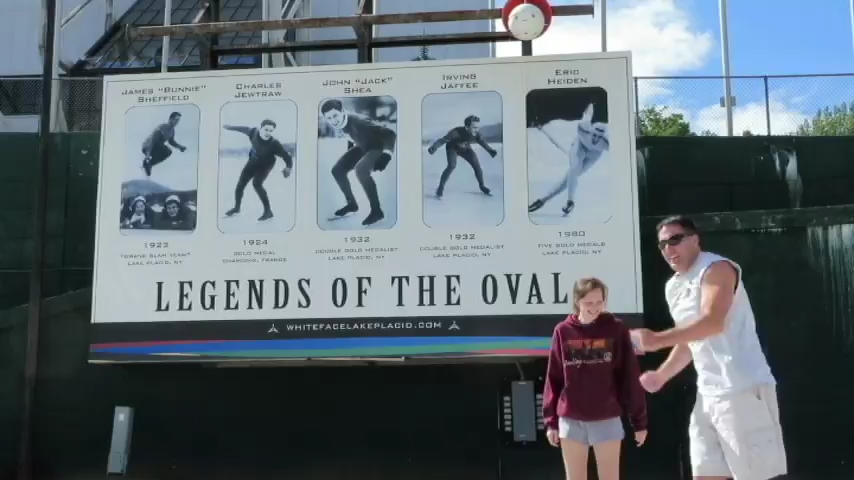 JAMES "BUNNIE"
SHEFFIELD
CHARLES
JEWTRAW
JOHN "JACK"
SHEA
IRVING
JAFFEE
ERIC
HEIDEN
1923
LAKE PLACID, NY
1924
GOLD MEDAL
CHAMONIX, FRANCE
1932
DOUBLE GOLD MEDALIST
LAKE PLACID, NY
1932
DOUBLE GOLD MEDALIST
LAKE PLACID, NY
1980
FIVE GOLD MEDALS
LAKE PLACID, NY
LEGENDS OF THE OVAL
WHITEFACELAKEPLACID.COM